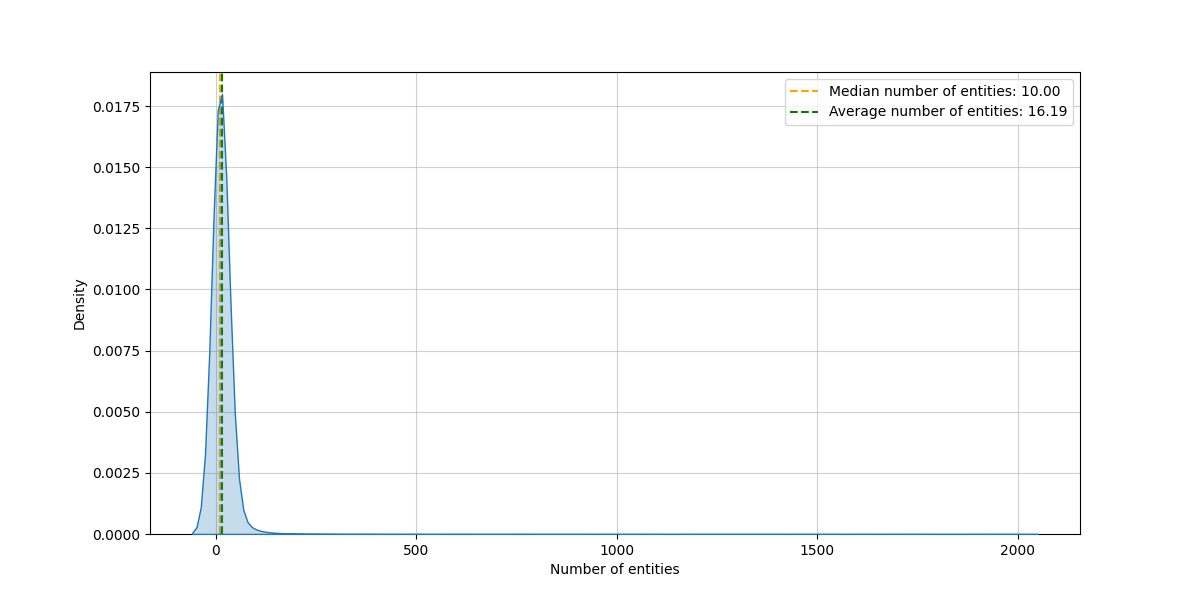 Median number of entities: 10.00
Average number of entities: 16.19
0.0175
0.0150
0.0125
0.0100
0.0075
0.0050
0.0025
0.0000
Density
0 500 1000 1500 2000
Number of entities